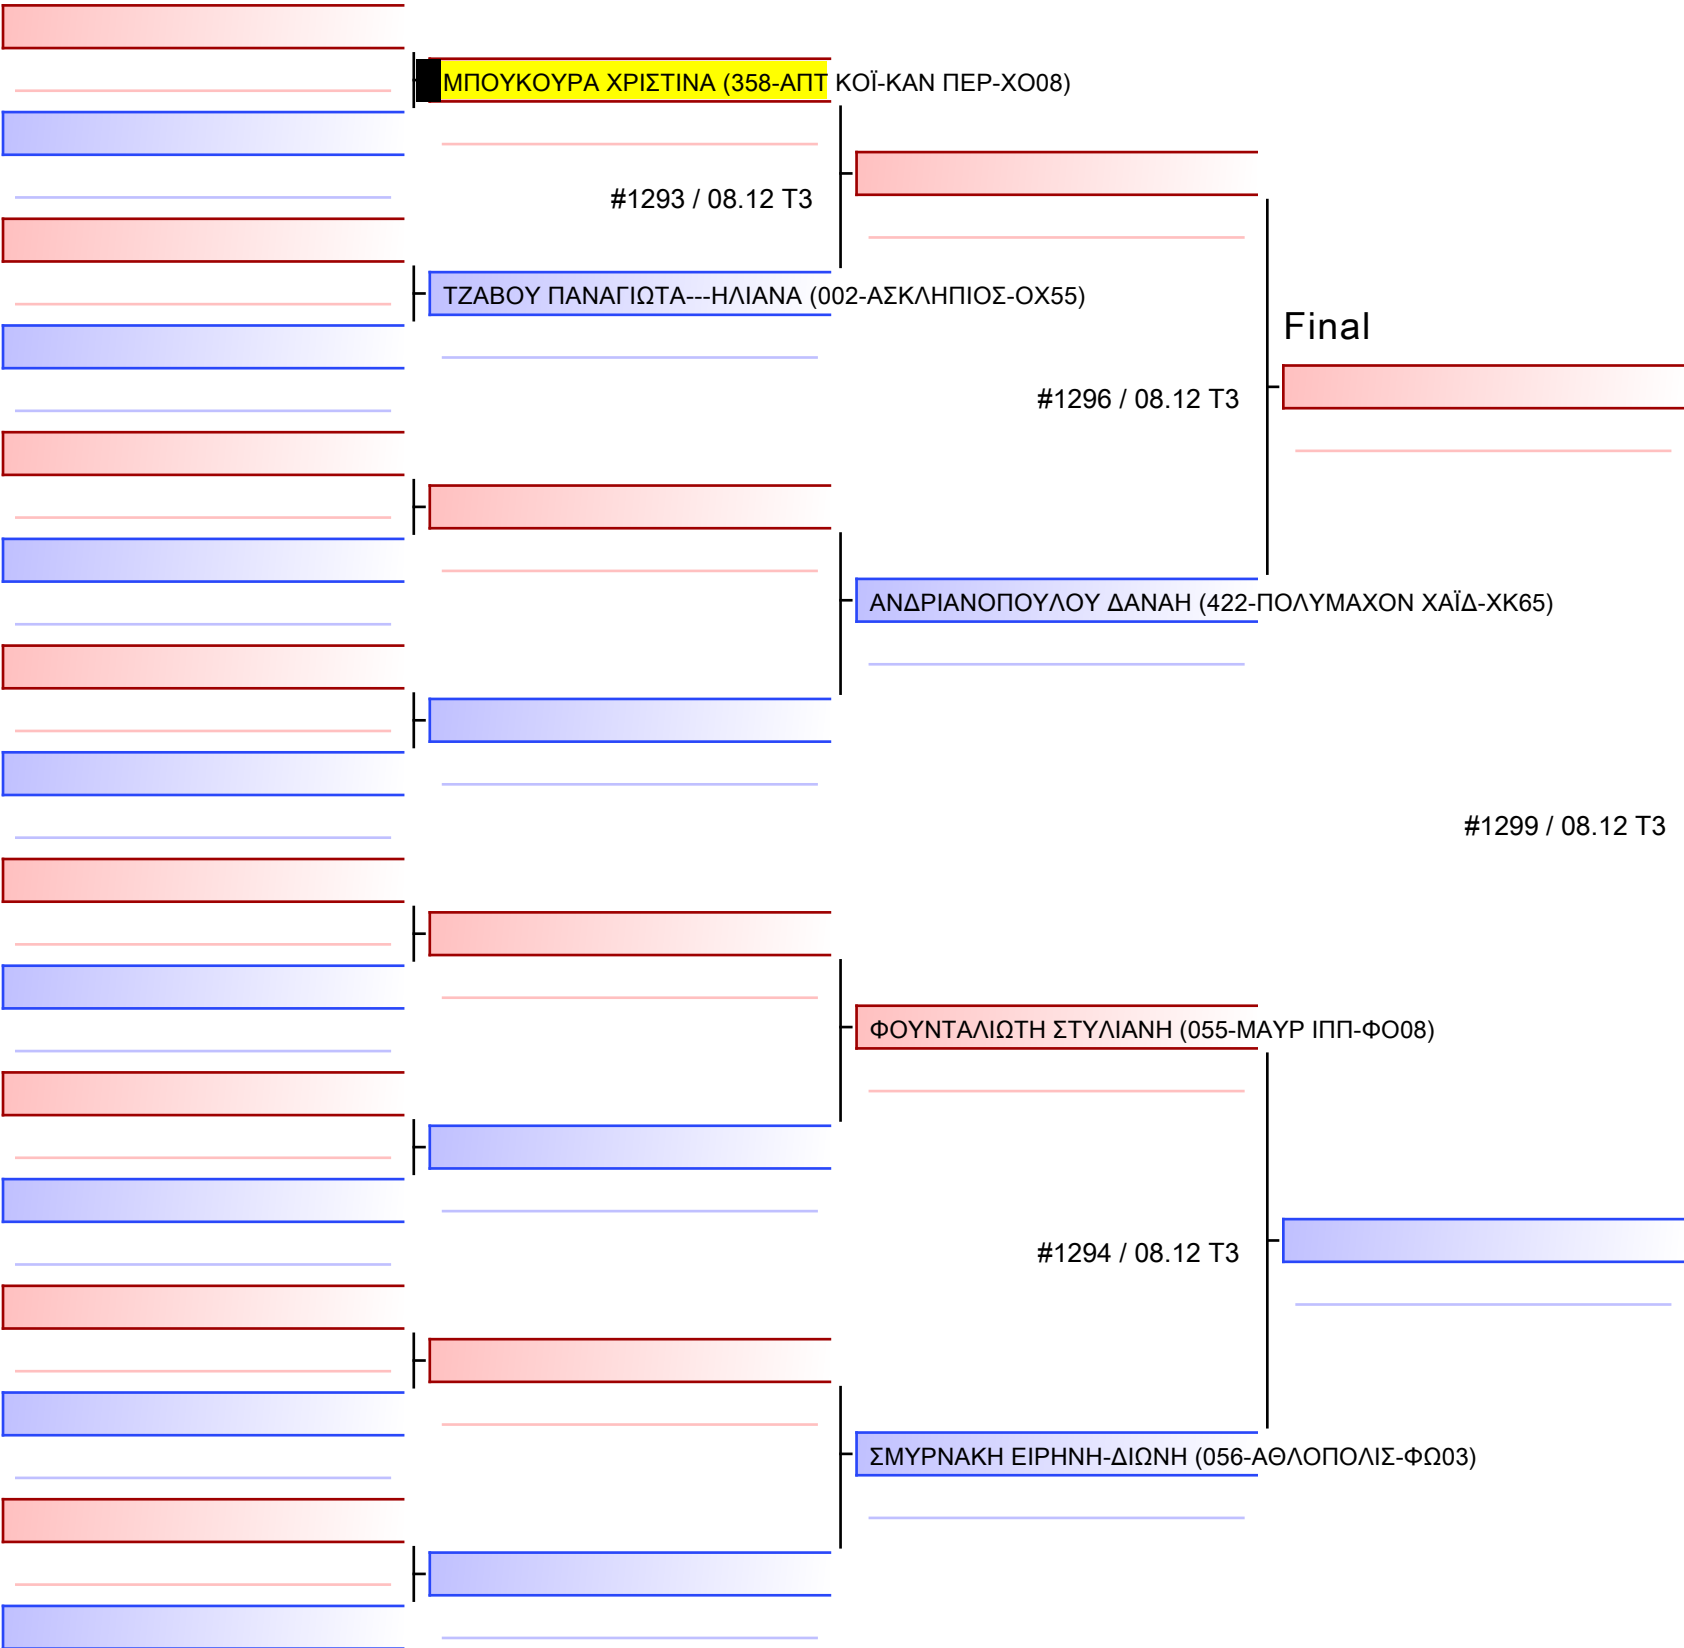 ΜΠΟΥΚΟΥΡΑ ΧΡΙΣΤΙΝΑ (358-ΑΠΤ ΚΟΪ-ΚΑΝ ΠΕΡ-ΧΟ08)
#1293 / 08.12 T3
ΤΖΑΒΟΥ ΠΑΝΑΓΙΩΤΑ---ΗΛΙΑΝΑ (002-ΑΣΚΛΗΠΙΟΣ-ΟΧ55)
Final
#1296 / 08.12 T3
ΑΝΔΡΙΑΝΟΠΟΥΛΟΥ ΔΑΝΑΗ (422-ΠΟΛΥΜΑΧΟΝ ΧΑΪΔ-ΧΚ65)
#1299 / 08.12 T3
ΦΟΥΝΤΑΛΙΩΤΗ ΣΤΥΛΙΑΝΗ (055-ΜΑΥΡ ΙΠΠ-ΦΟ08)
#1294 / 08.12 T3
ΣΜΥΡΝΑΚΗ ΕΙΡΗΝΗ-ΔΙΩΝΗ (056-ΑΘΛΟΠΟΛΙΣ-ΦΩ03)